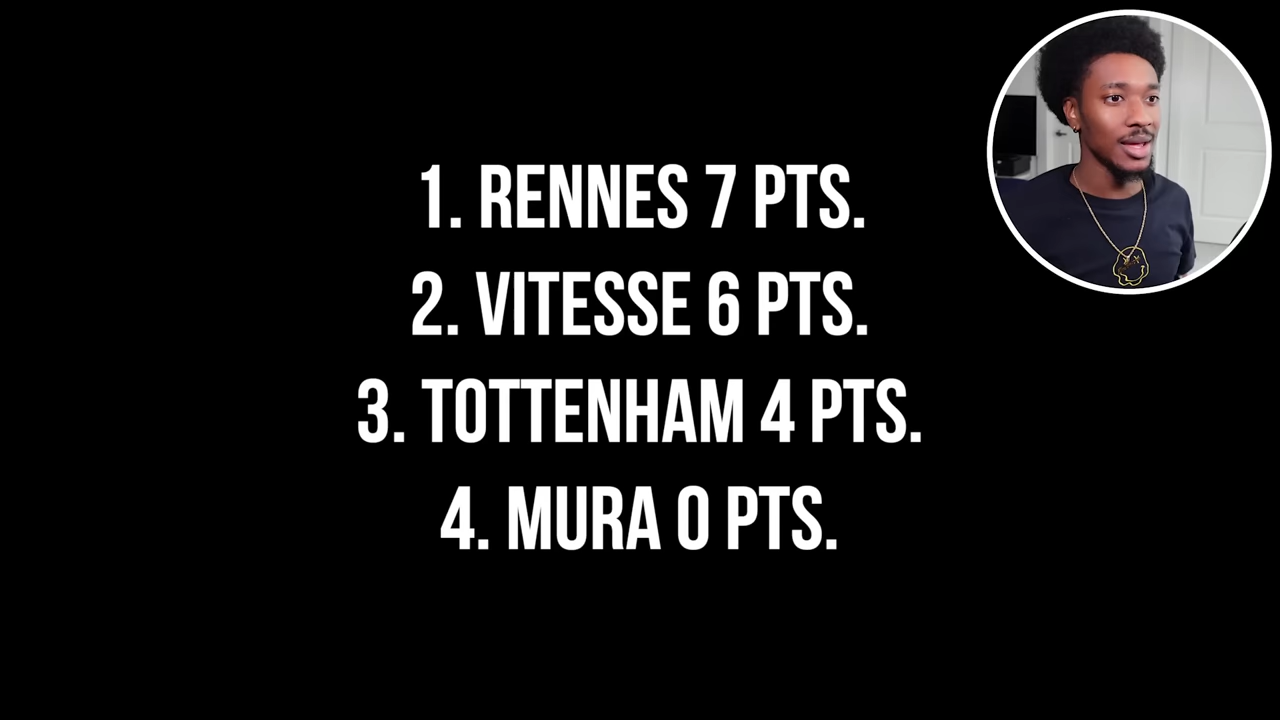 1. RENNES 7 PTS.
2. VITESSE 6 PTS.
3. TOTTENHAM 4 PTS.
4. MURA 0 PTS.